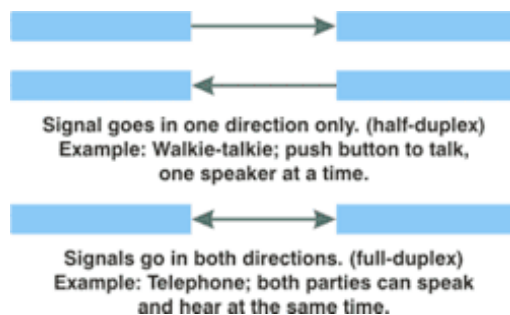 Signal goes in one direction only. (half-duplex)
Example: Walkie-talkie; push button to talk,
one speaker at a time.
Signals go in both directions. (full-duplex)
Example: Telephone; both parties can speak
and hear at the same time.